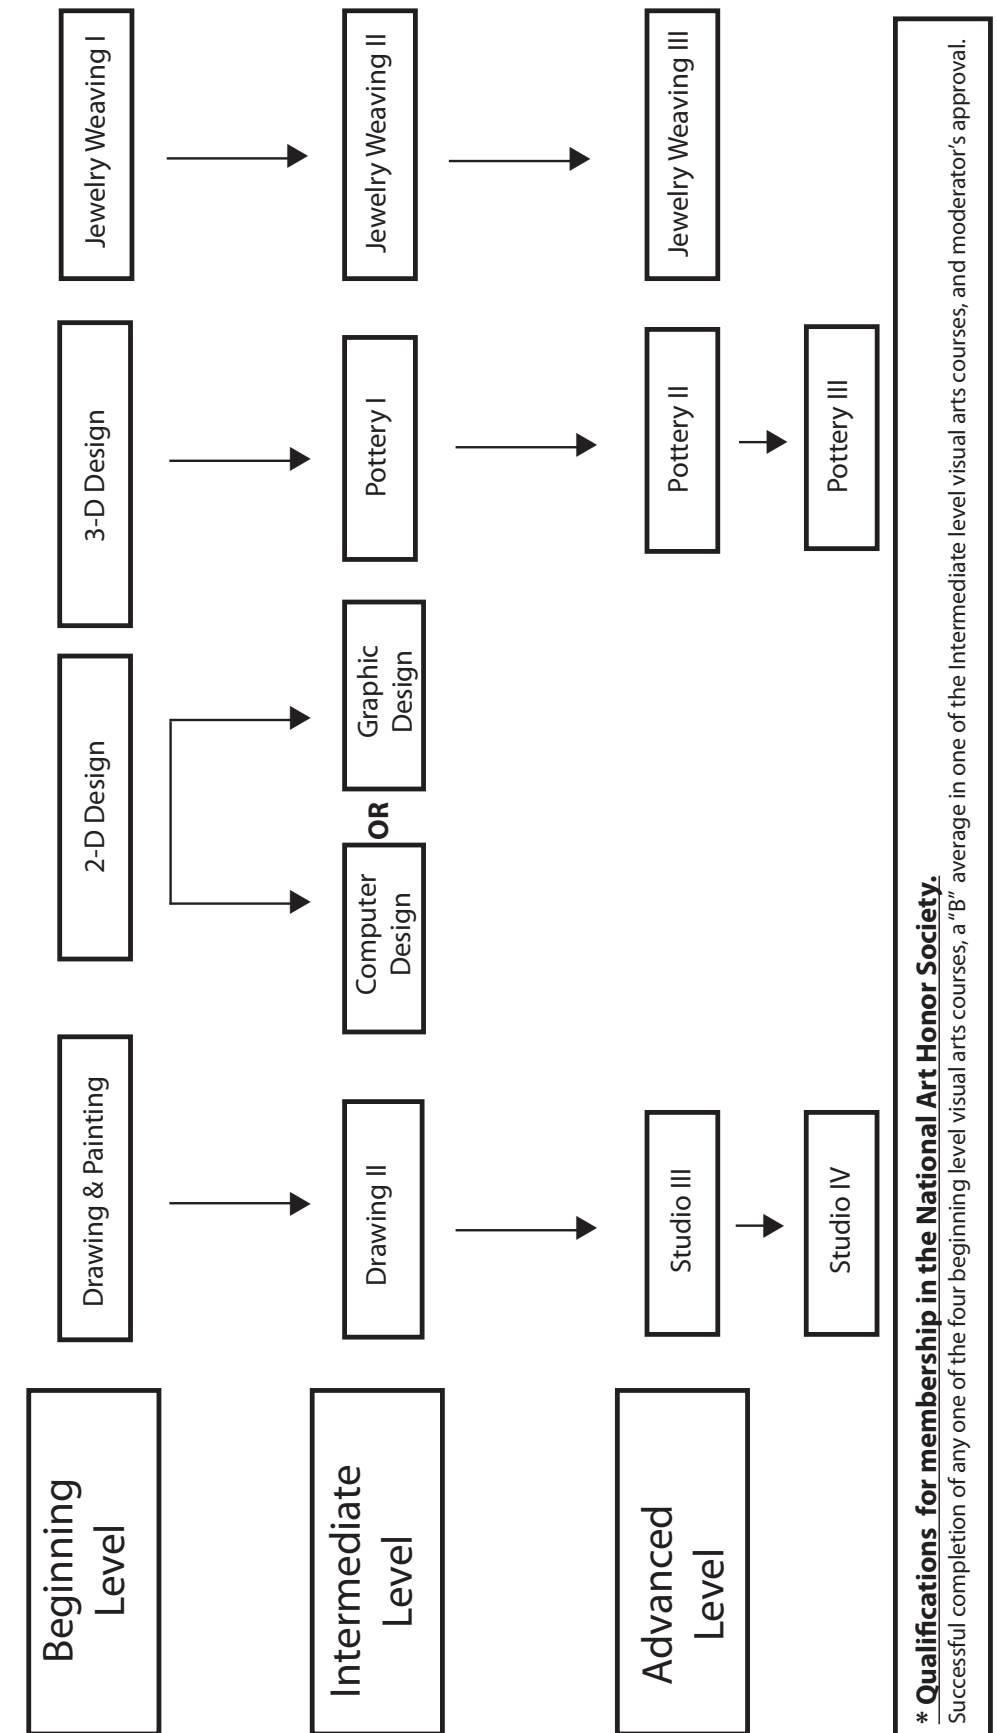 Beginning
Level
Drawing & Painting
2-D Design
3-D Design
Jewelry Weaving I
Intermediate
Level
Drawing II
Computer
Design
OR
Graphic
Design
Pottery I
Jewelry Weaving II
Advanced
Level
Studio III
Pottery II
Jewelry Weaving III
Studio IV
Pottery III
* Qualifications for membership in the National Art Honor Society.
Successful completion of any one of the four beginning level visual arts courses, a "B" average in one of the Intermediate level visual arts courses, and moderator's approval.